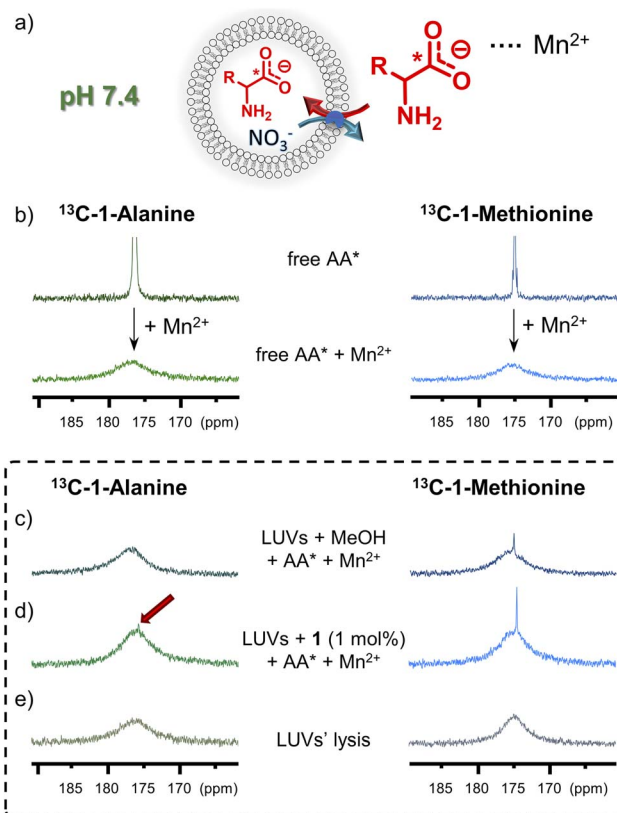 a)
pH 7.4
R
*
O
⊖
O
NH₂
NO₃⁻
R
*
O
⊖
O
NH₂
···· Mn²⁺
b)
¹³C-1-Alanine
¹³C-1-Methionine
free AA*
+ Mn²⁺
free AA* + Mn²⁺
+ Mn²⁺
185 180 175 170 (ppm)
185 180 175 170 (ppm)
¹³C-1-Alanine
¹³C-1-Methionine
c)
LUVs + MeOH
+ AA* + Mn²⁺
d)
LUVs + 1 (1 mol%)
+ AA* + Mn²⁺
e)
LUVs' lysis
185 180 175 170 (ppm)
185 180 175 170 (ppm)